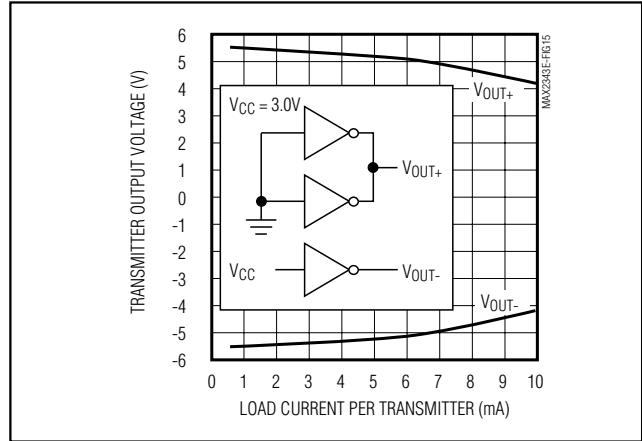 TRANSMITTER OUTPUT VOLTAGE (V)
6
5
4
3
2
1
0
-1
-2
-3
-4
-5
-6
VCC = 3.0V
VOUT+
VCC
VOUT-
VOUT+
VOUT-
MAX2343E-FIG15
0 1 2 3 4 5 6 7 8 9 10
LOAD CURRENT PER TRANSMITTER (mA)